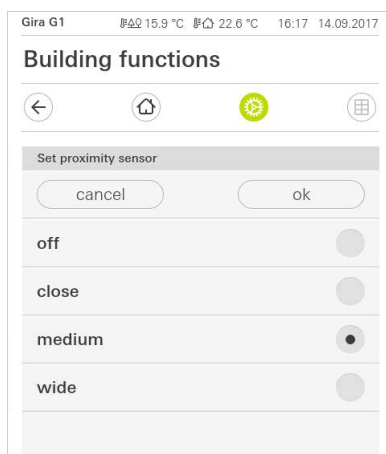 Gira G1 15.9 °C 22.6 °C 16:17 14.09.2017
Building functions
Set proximity sensor
cancel ok
off
close
medium
wide